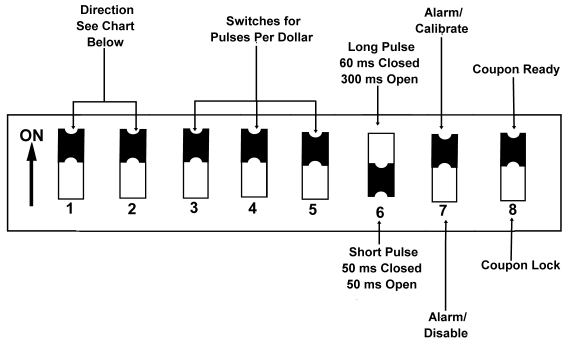 Direction
See Chart
Below
Switches for
Pulses Per Dollar
Long Pulse
60 ms Closed
300 ms Open
Alarm/
Calibrate
Coupon Ready
ON
1 2 3 4 5 6 7 8
Short Pulse
50 ms Closed
50 ms Open
Alarm/
Disable
Coupon Lock